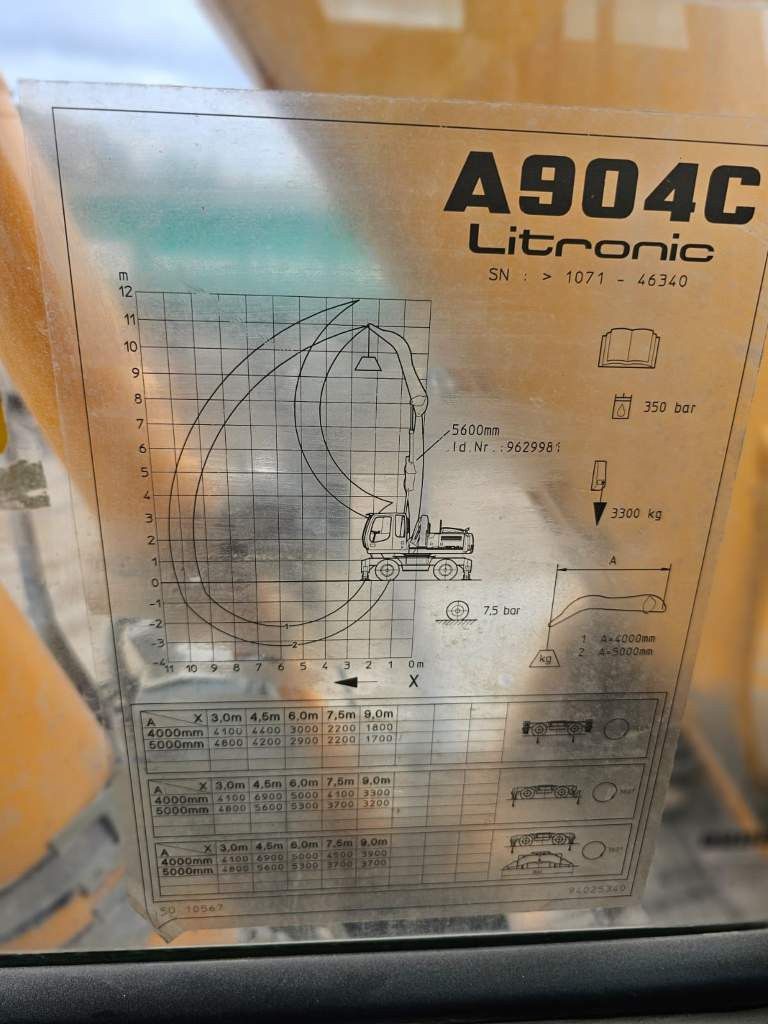 A904C
Litronic
SN : > 1071 - 46340
m
12
11
10
9
8
7
6
5
4
3
2
1
0
-1
-2
-3
-4
11 10 9 8 7 6 5 4 3 2 1 0 m
X
1
2
5600mm
Id.Nr.:9629981
350 bar
3300 kg
7,5 bar
A
kg
1 A=4000mm
2 A=5000mm
A X 3,0m 4,5m 6,0m 7,5m 9,0m
4000mm 4100 4400 3000 2200 1800
5000mm 4800 4200 2900 2200 1700
A X 3,0m 4,5m 6,0m 7,5m 9,0m
4000mm 4100 6900 5000 4100 3300
5000mm 4800 5600 5300 3700 3200
360°
A X 3,0m 4,5m 6,0m 7,5m 9,0m
4000mm 4100 6900 5000 4500 3900
5000mm 4800 5600 5300 3700 3700
360°
SO 10567
94025340